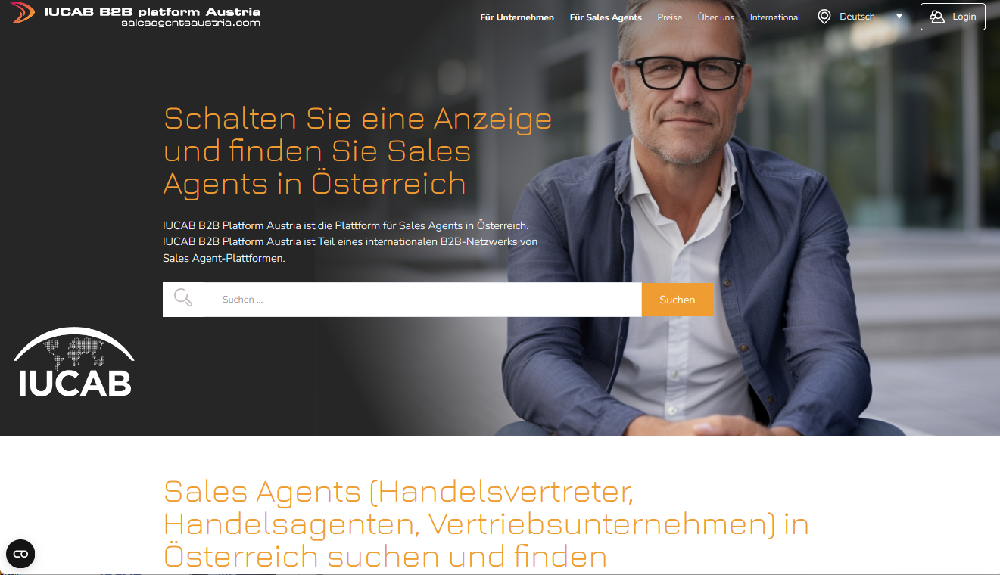 IUCAB B2B platform Austria
salesagentsaustria.com
Für Unternehmen Für Sales Agents Preise Über uns International Deutsch Login
Schalten Sie eine Anzeige
und finden Sie Sales
Agents in Österreich
IUCAB B2B Platform Austria ist die Plattform für Sales Agents in Österreich.
IUCAB B2B Platform Austria ist Teil eines internationalen B2B-Netzwerks von
Sales Agent-Plattformen.
Suchen ... Suchen
IUCAB
Sales Agents (Handelsvertreter,
Handelsagenten, Vertriebsunternehmen) in
Österreich suchen und finden